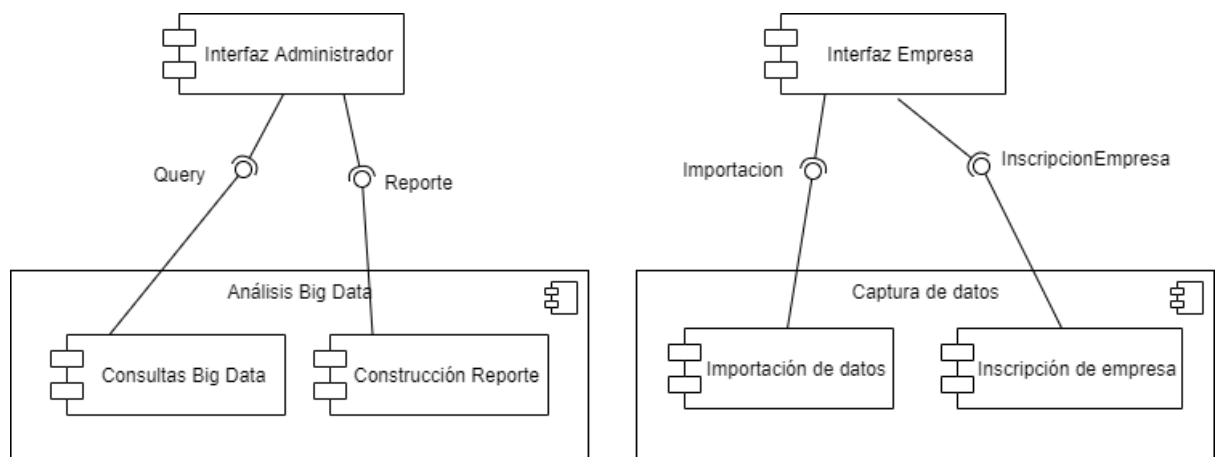 Interfaz Administrador
Interfaz Empresa
Query
Reporte
Importacion
InscripcionEmpresa
Análisis Big Data
Captura de datos
Consultas Big Data
Construcción Reporte
Importación de datos
Inscripción de empresa